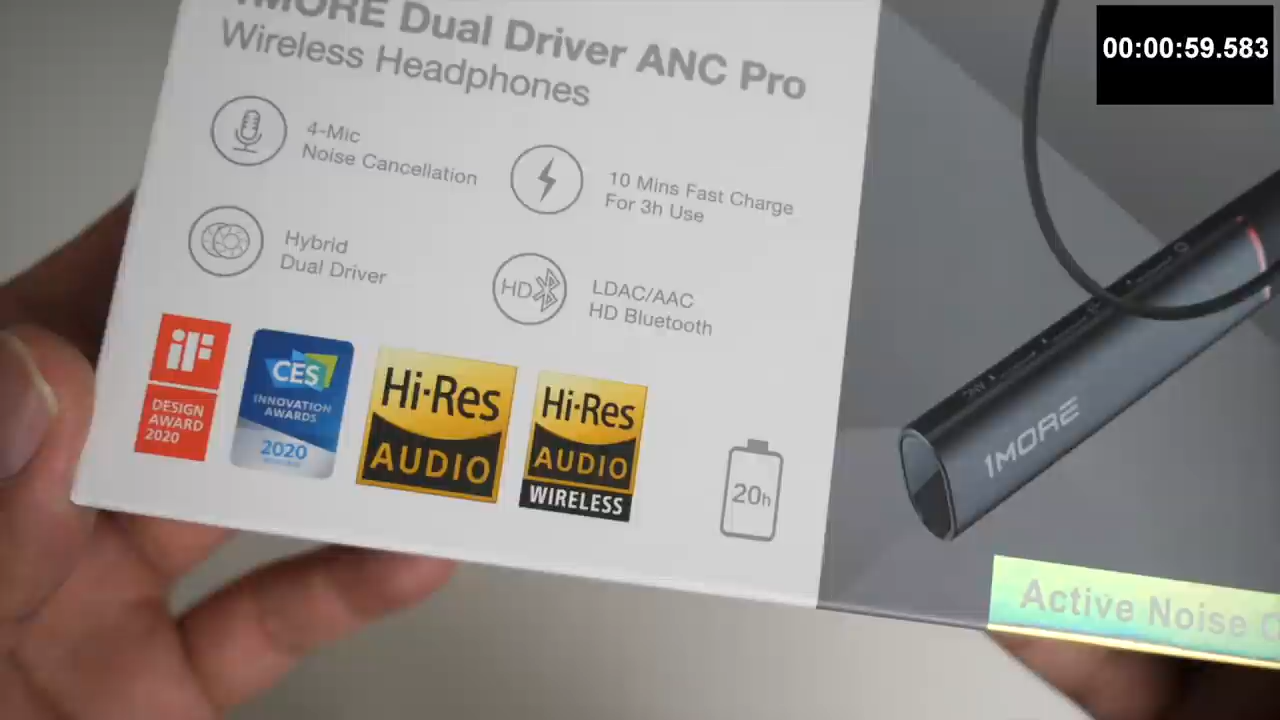 00:00:59.583
1MORE Dual Driver ANC Pro
Wireless Headphones
4-Mic
Noise Cancellation
10 Mins Fast Charge
For 3h Use
Hybrid
Dual Driver
HD
LDAC/AAC
HD Bluetooth
iF
DESIGN
AWARD
2020
CES
INNOVATION
AWARDS
2020
Hi-Res
AUDIO
Hi-Res
AUDIO
WIRELESS
20h
1MORE
Active Noise